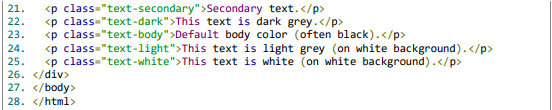 21.   <p class="text-secondary">Secondary text.</p>
22.   <p class="text-dark">This text is dark grey.</p>
23.   <p class="text-body">Default body color (often black).</p>
24.   <p class="text-light">This text is light grey (on white background).</p>
25.   <p class="text-white">This text is white (on white background).</p>
26. </div>
27. </body>
28. </html>